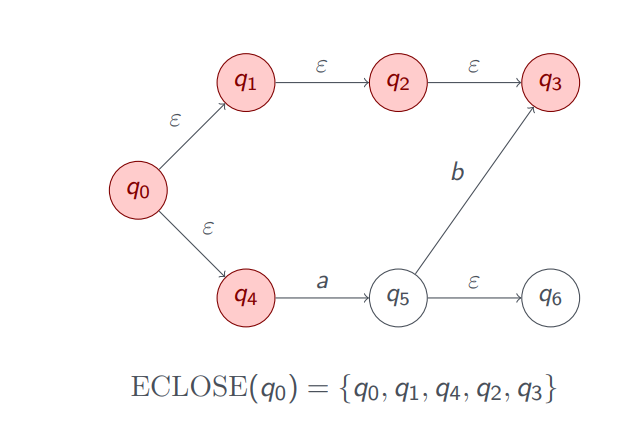 q₁ ε q₂ ε q₃
ε
b
q₀
ε
q₄ a q₅ ε q₆
ECLOSE(q₀) = {q₀, q₁, q₄, q₂, q₃}